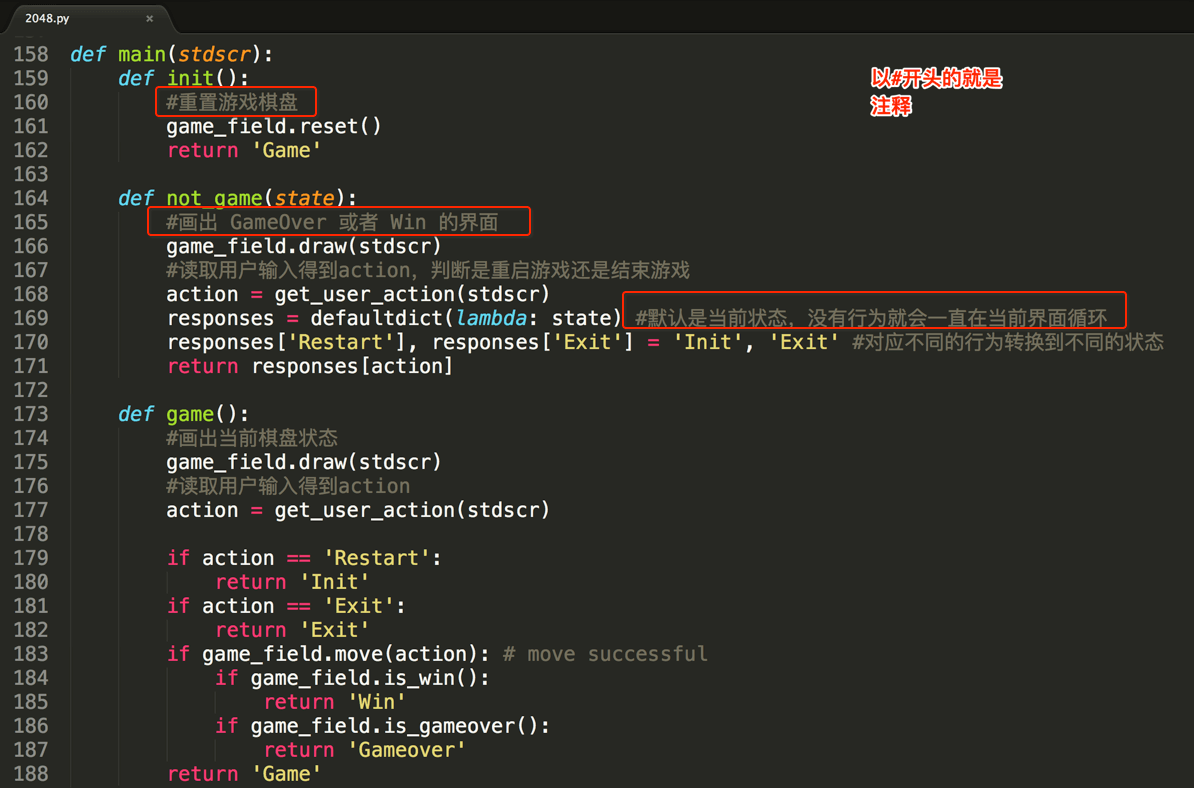 2048.py ×
158 def main(stdscr):
159     def init():
160         #重置游戏棋盘
161         game_field.reset()
162         return 'Game'
163
164     def not_game(state):
165         #画出 GameOver 或者 Win 的界面
166         game_field.draw(stdscr)
167         #读取用户输入得到action，判断是重启游戏还是结束游戏
168         action = get_user_action(stdscr)
169         responses = defaultdict(lambda: state) #默认是当前状态，没有行为就会一直在当前界面循环
170         responses['Restart'], responses['Exit'] = 'Init', 'Exit' #对应不同的行为转换到不同的状态
171         return responses[action]
172
173     def game():
174         #画出当前棋盘状态
175         game_field.draw(stdscr)
176         #读取用户输入得到action
177         action = get_user_action(stdscr)
178
179         if action == 'Restart':
180             return 'Init'
181         if action == 'Exit':
182             return 'Exit'
183         if game_field.move(action): # move successful
184             if game_field.is_win():
185                 return 'Win'
186             if game_field.is_gameover():
187                 return 'Gameover'
188         return 'Game'
以#开头的就是
注释